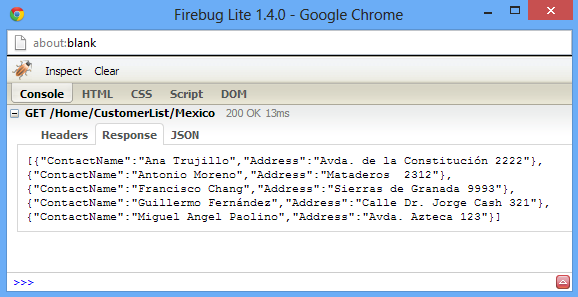 Firebug Lite 1.4.0 - Google Chrome
about:blank
Inspect Clear
Console HTML CSS Script DOM
GET /Home/CustomerList/Mexico 200 OK 13ms
Headers Response JSON
[{"ContactName":"Ana Trujillo","Address":"Avda. de la Constitución 2222"},
{"ContactName":"Antonio Moreno","Address":"Mataderos  2312"},
{"ContactName":"Francisco Chang","Address":"Sierras de Granada 9993"},
{"ContactName":"Guillermo Fernández","Address":"Calle Dr. Jorge Cash 321"},
{"ContactName":"Miguel Angel Paolino","Address":"Avda. Azteca 123"}]
>>>